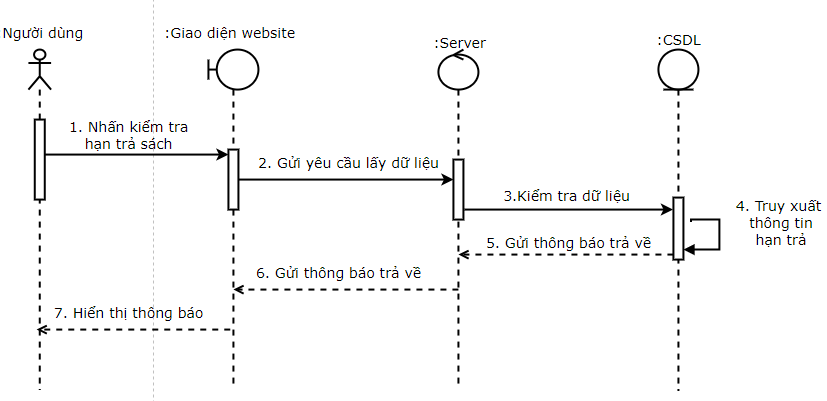 :Người dùng
:Giao diện website
:Server
:CSDL
1. Nhấn kiểm tra
hạn trả sách
2. Gửi yêu cầu lấy dữ liệu
3.Kiểm tra dữ liệu
4. Truy xuất
thông tin
hạn trả
5. Gửi thông báo trả về
6. Gửi thông báo trả về
7. Hiển thị thông báo